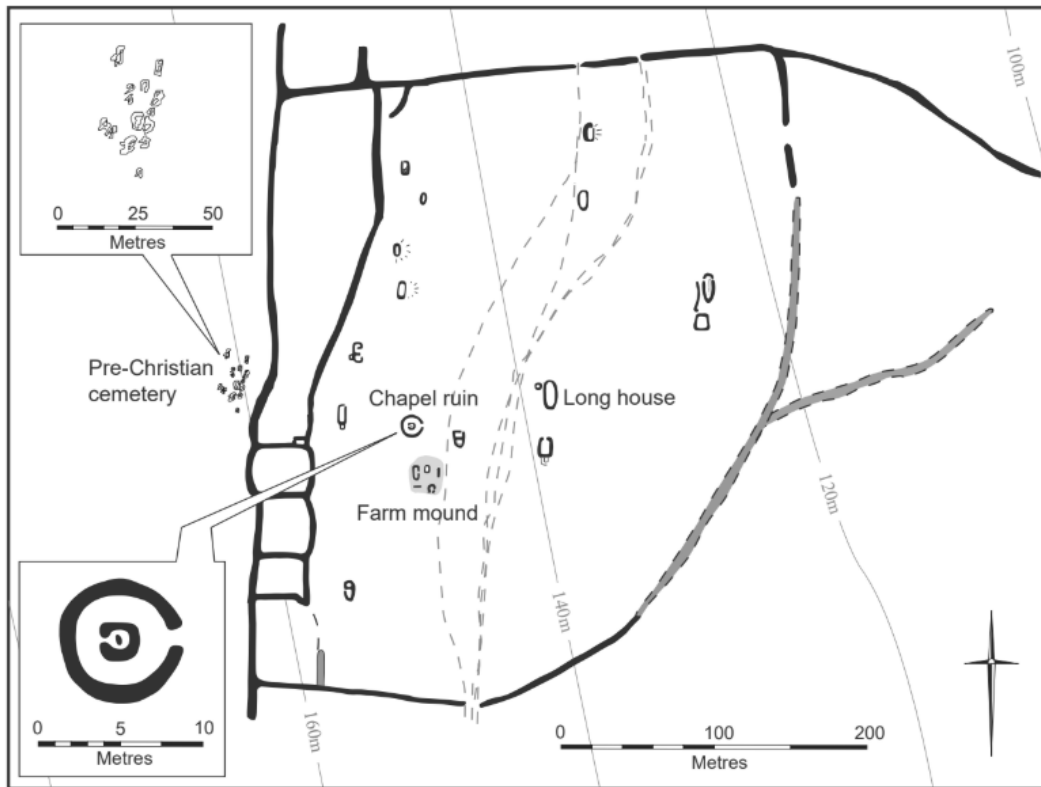 0 25 50
Metres
100m
Pre-Christian
cemetery
Chapel ruin
Long house
Farm mound
120m
140m
160m
0 5 10
Metres
0 100 200
Metres